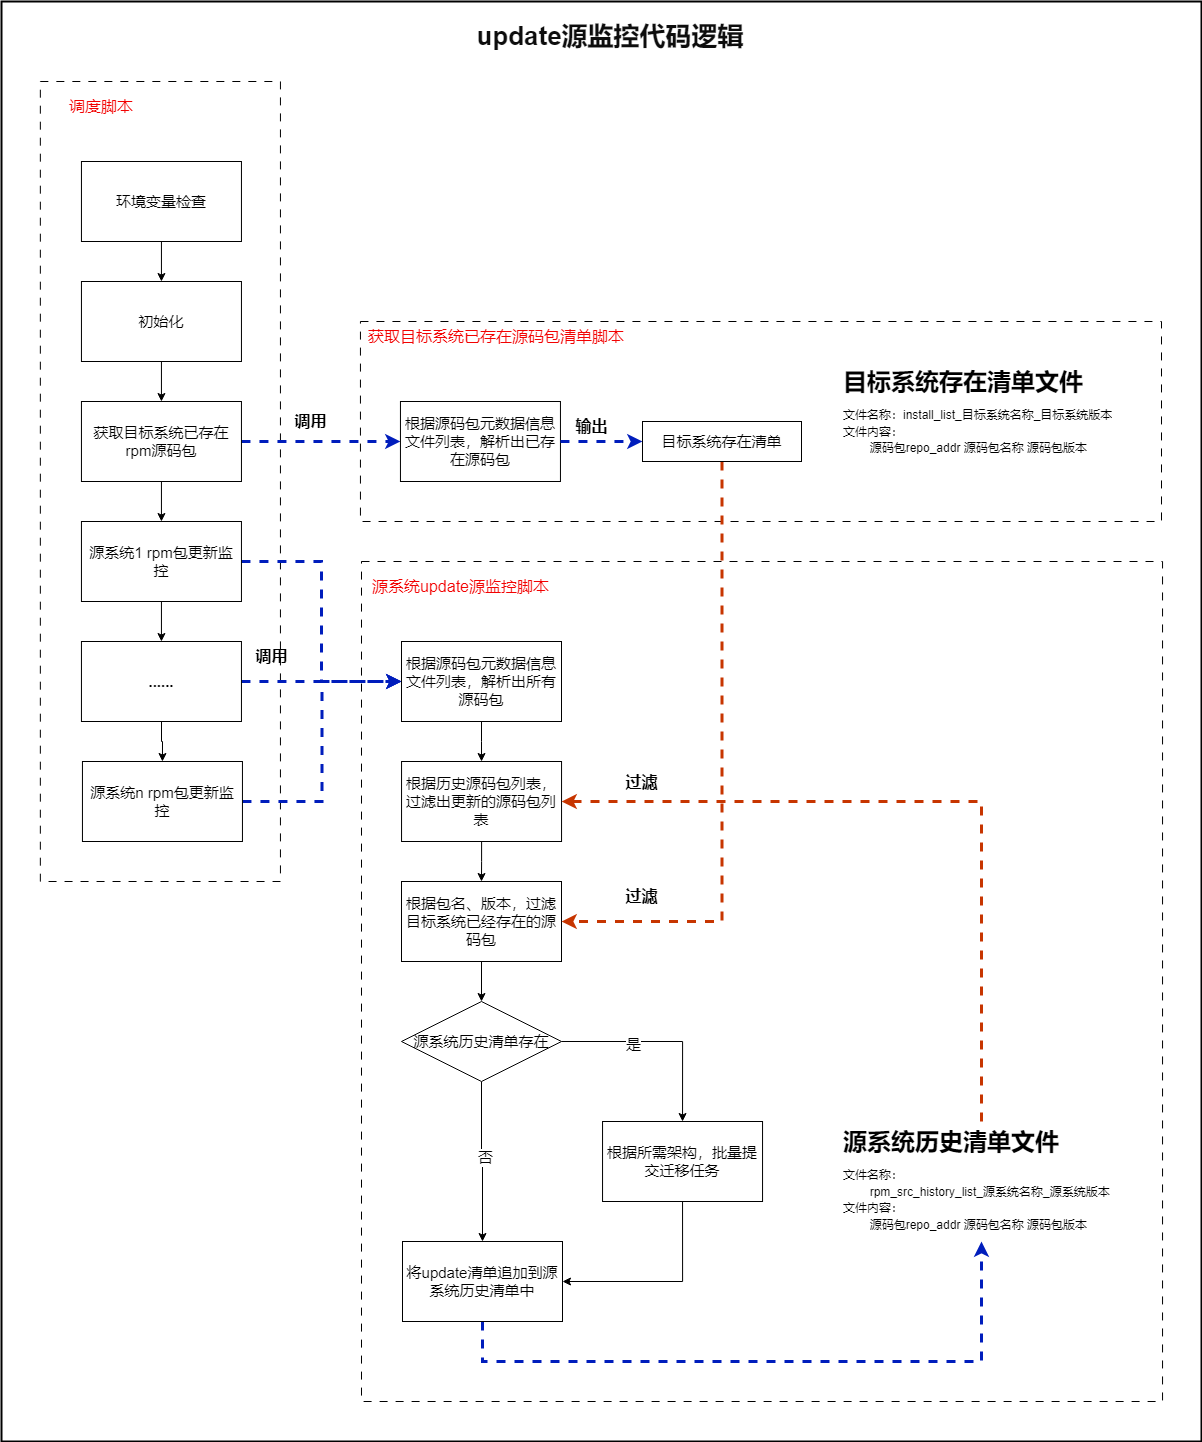 update源监控代码逻辑
调度脚本
环境变量检查
初始化
获取目标系统已存在
rpm源码包
源系统1 rpm包更新监
控
......
源系统n rpm包更新监
控
调用
调用
获取目标系统已存在源码包清单脚本
根据源码包元数据信息
文件列表，解析出已存
在源码包
输出
目标系统存在清单
目标系统存在清单文件
文件名称：install_list_目标系统名称_目标系统版本
文件内容：
源码包repo_addr 源码包名称 源码包版本
源系统update源监控脚本
根据源码包元数据信息
文件列表，解析出所有
源码包
根据历史源码包列表，
过滤出更新的源码包列
表
过滤
根据包名、版本，过滤
目标系统已经存在的源
码包
过滤
源系统历史清单存在
是
否
根据所需架构，批量提
交迁移任务
将update清单追加到源
系统历史清单中
源系统历史清单文件
文件名称：
rpm_src_history_list_源系统名称_源系统版本
文件内容：
源码包repo_addr 源码包名称 源码包版本